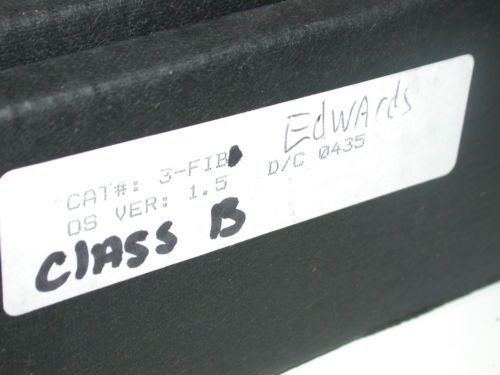 Edwards
CAT#: 3-FIB
OS VER: 1.5 D/C 0435
CLASS B